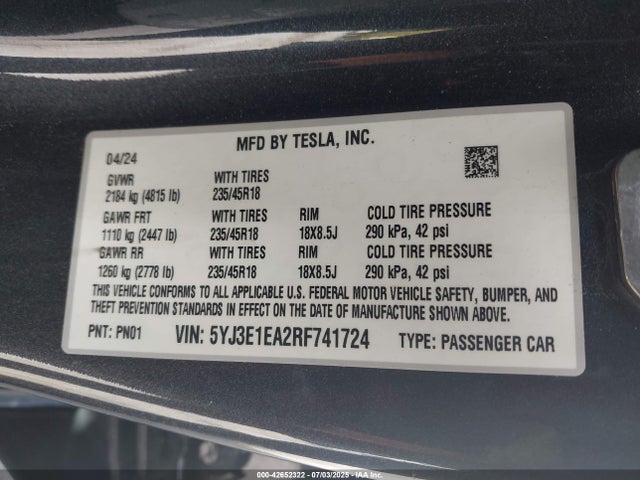 MFD BY TESLA, INC.
04/24
GVWR WITH TIRES
2184 kg (4815 lb) 235/45R18
GAWR FRT WITH TIRES RIM COLD TIRE PRESSURE
1110 kg (2447 lb) 235/45R18 18X8.5J 290 kPa, 42 psi
GAWR RR WITH TIRES RIM COLD TIRE PRESSURE
1260 kg (2778 lb) 235/45R18 18X8.5J 290 kPa, 42 psi
THIS VEHICLE CONFORMS TO ALL APPLICABLE U.S. FEDERAL MOTOR VEHICLE SAFETY, BUMPER, AND
THEFT PREVENTION STANDARDS IN EFFECT ON THE DATE OF MANUFACTURE SHOWN ABOVE.
PNT: PN01 VIN: 5YJ3E1EA2RF741724 TYPE: PASSENGER CAR
000-42652322 - 07/03/2025 - IAAI.COM